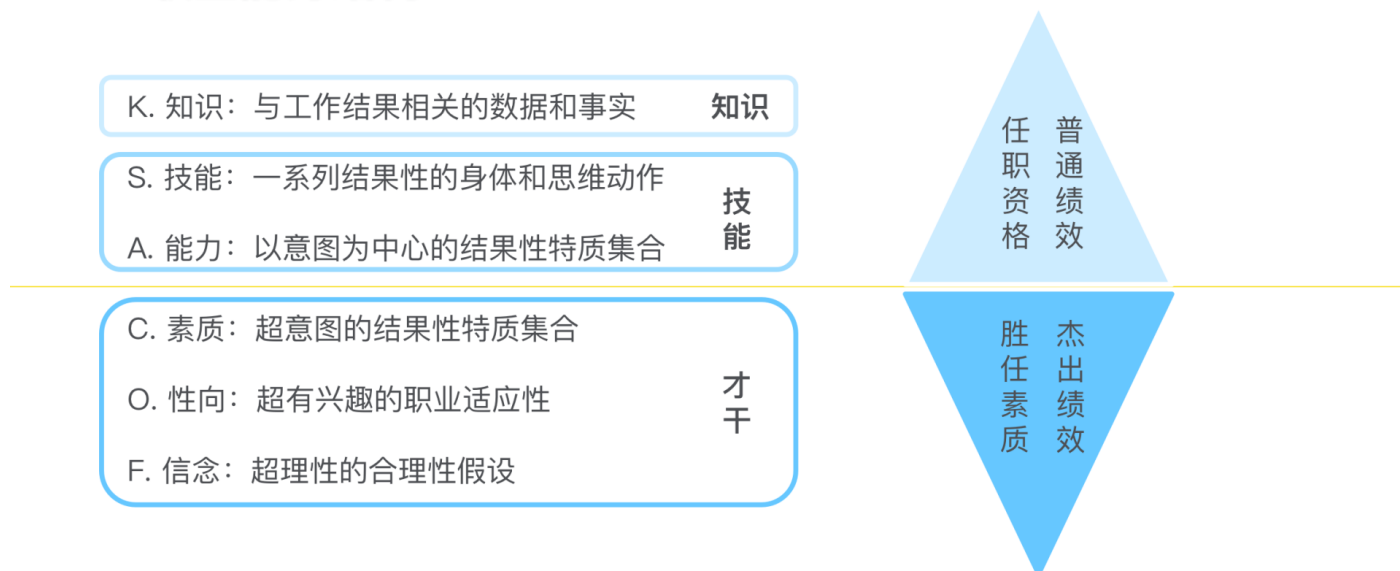 K. 知识：与工作结果相关的数据和事实
知识
S. 技能：一系列结果性的身体和思维动作
A. 能力：以意图为中心的结果性特质集合
技能
C. 素质：超意图的结果性特质集合
O. 性向：超有兴趣的职业适应性
F. 信念：超理性的合理性假设
才干
任职资格
普通绩效
胜任素质
杰出绩效